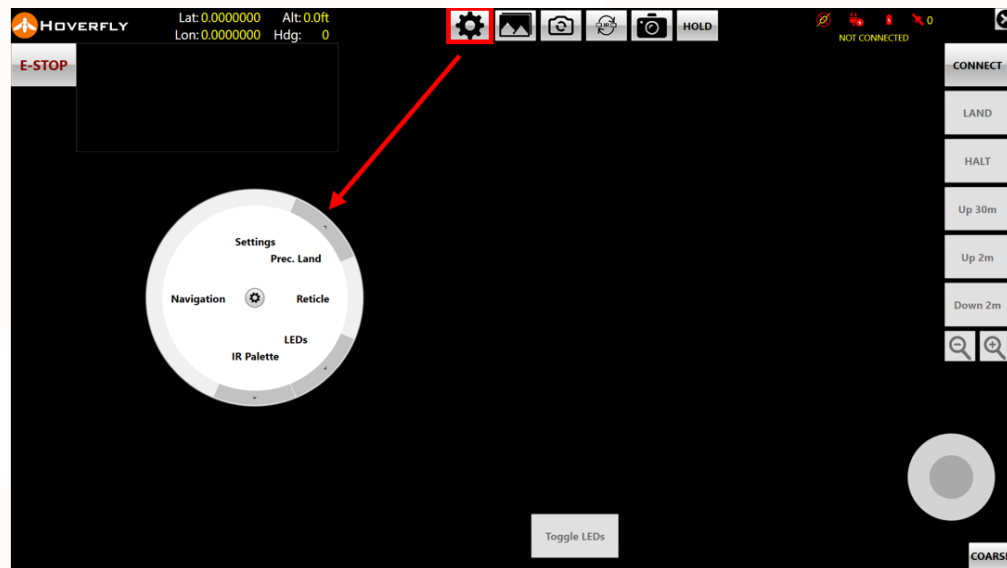 HOVERFLY
Lat: 0.0000000 Alt: 0.0ft
Lon: 0.0000000 Hdg: 0
IR
HOLD
0
NOT CONNECTED
E-STOP
CONNECT
LAND
HALT
Up 30m
Up 2m
Down 2m
Settings
Prec. Land
Navigation
Reticle
LEDs
IR Palette
Toggle LEDs
COARS